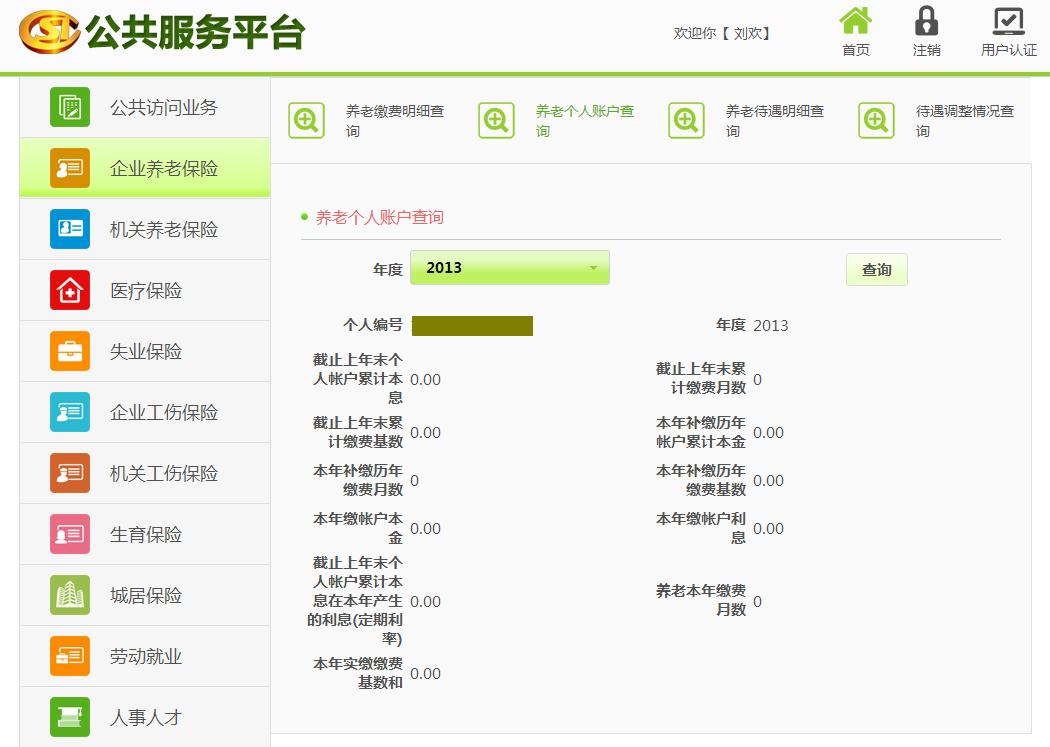 公共服务平台
欢迎你【 刘欢】
首页
注销
用户认证
公共访问业务
企业养老保险
机关养老保险
医疗保险
失业保险
企业工伤保险
机关工伤保险
生育保险
城居保险
劳动就业
人事人才
养老缴费明细查
询
养老个人账户查
询
养老待遇明细查
询
待遇调整情况查
询
养老个人账户查询
年度 2013
查询
个人编号
年度 2013
截止上年末个
人帐户累计本
息
0.00
截止上年末累
计缴费月数
0
截止上年末累
计缴费基数
0.00
本年补缴历年
帐户累计本金
0.00
本年补缴历年
缴费月数
0
本年补缴历年
缴费基数
0.00
本年缴帐户本
金
0.00
本年缴帐户利
息
0.00
截止上年末个
人帐户累计本
息在本年产生
的利息(定期利
率)
0.00
养老本年缴费
月数
0
本年实缴缴费
基数和
0.00